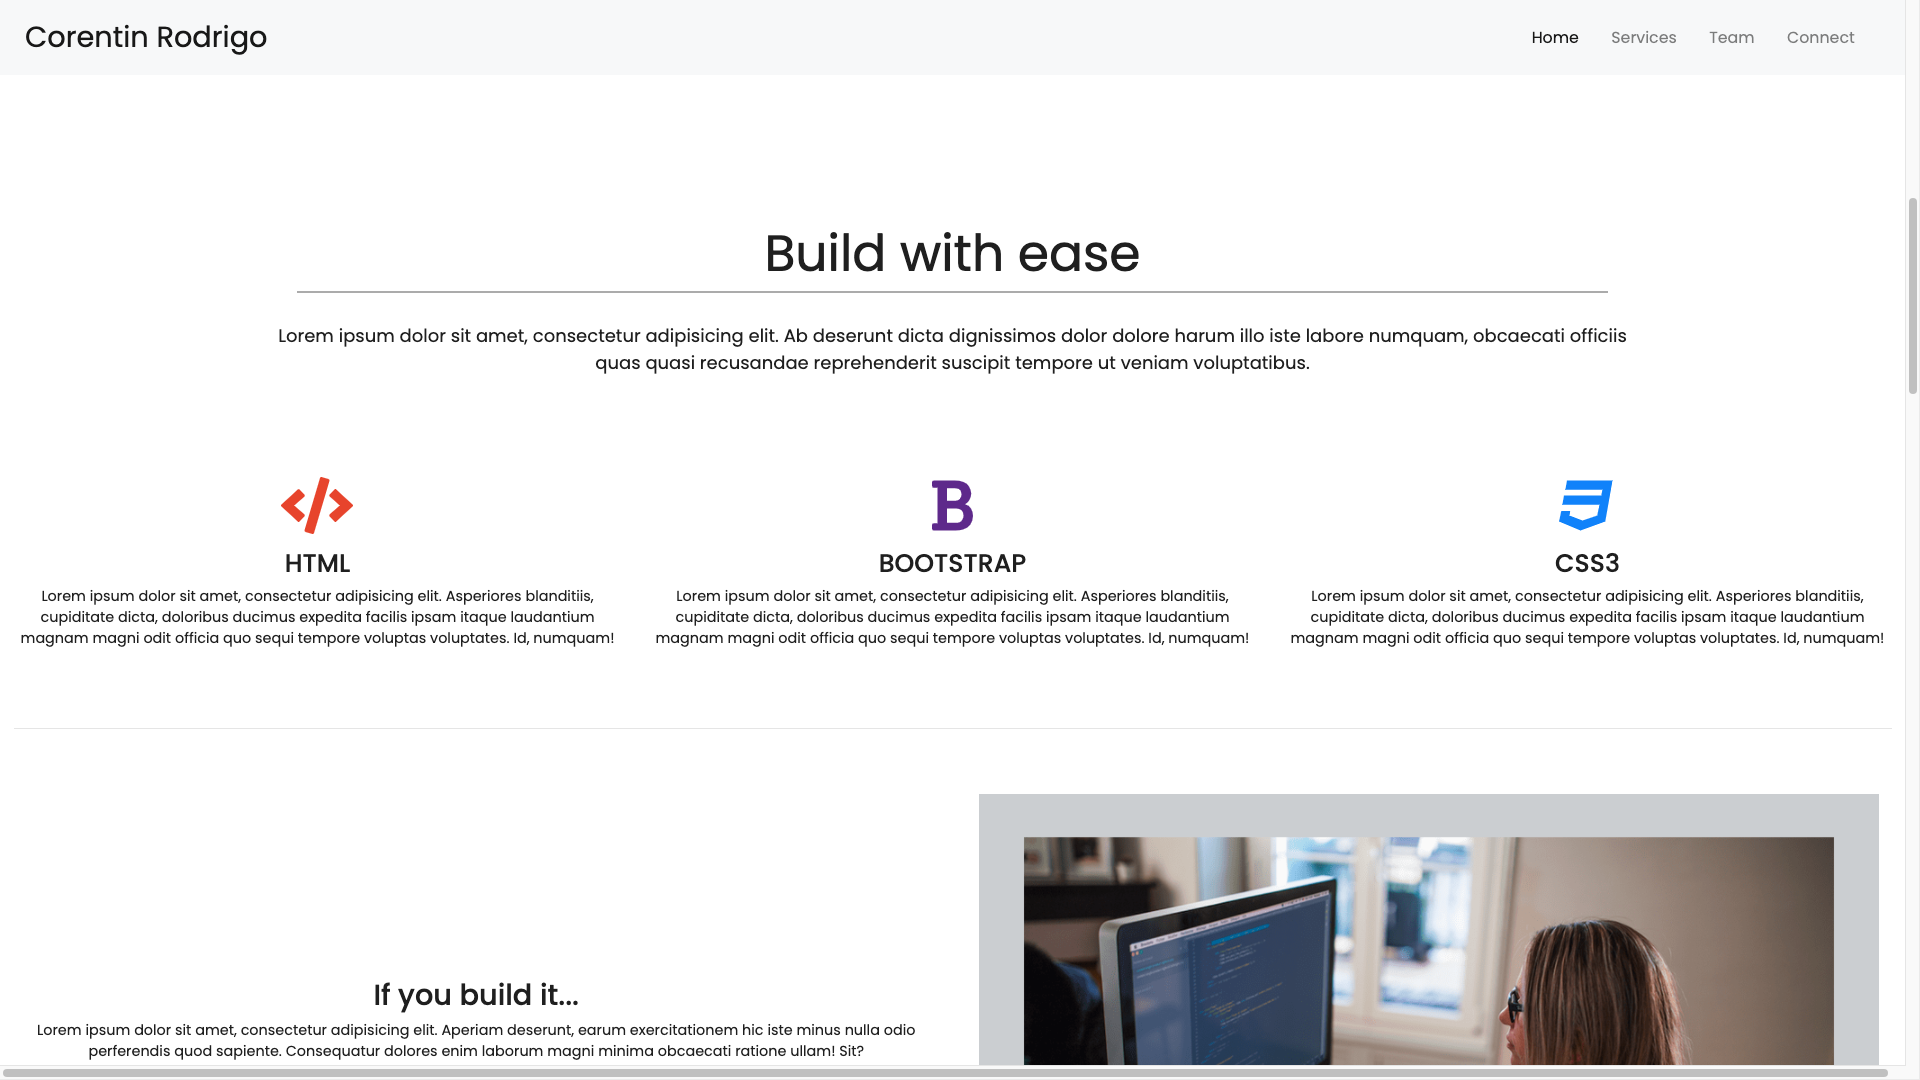 Corentin Rodrigo
Home Services Team Connect
Build with ease
Lorem ipsum dolor sit amet, consectetur adipisicing elit. Ab deserunt dicta dignissimos dolor dolore harum illo iste labore numquam, obcaecati officiis
quas quasi recusandae reprehenderit suscipit tempore ut veniam voluptatibus.
HTML
Lorem ipsum dolor sit amet, consectetur adipisicing elit. Asperiores blanditiis,
cupiditate dicta, doloribus ducimus expedita facilis ipsam itaque laudantium
magnam magni odit officia quo sequi tempore voluptas voluptates. Id, numquam!
B
BOOTSTRAP
Lorem ipsum dolor sit amet, consectetur adipisicing elit. Asperiores blanditiis,
cupiditate dicta, doloribus ducimus expedita facilis ipsam itaque laudantium
magnam magni odit officia quo sequi tempore voluptas voluptates. Id, numquam!
CSS3
Lorem ipsum dolor sit amet, consectetur adipisicing elit. Asperiores blanditiis,
cupiditate dicta, doloribus ducimus expedita facilis ipsam itaque laudantium
magnam magni odit officia quo sequi tempore voluptas voluptates. Id, numquam!
If you build it...
Lorem ipsum dolor sit amet, consectetur adipisicing elit. Aperiam deserunt, earum exercitationem hic iste minus nulla odio
perferendis quod sapiente. Consequatur dolores enim laborum magni minima obcaecati ratione ullam! Sit?